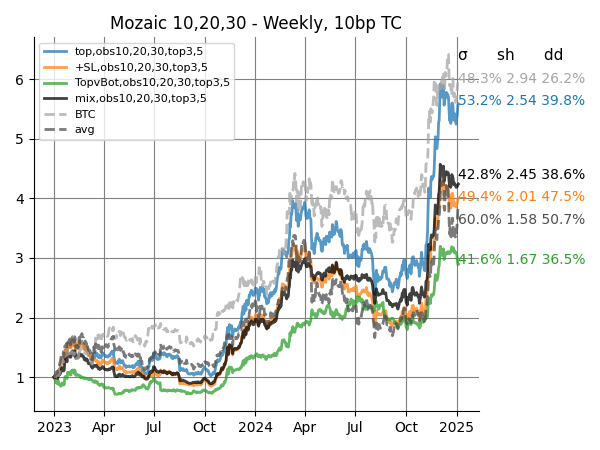 Mozaic 10,20,30 - Weekly, 10bp TC
top,obs10,20,30,top3,5
+SL,obs10,20,30,top3,5
TopvBot,obs10,20,30,top3,5
mix,obs10,20,30,top3,5
BTC
avg
σ sh dd
48.3% 2.94 26.2%
53.2% 2.54 39.8%
42.8% 2.45 38.6%
49.4% 2.01 47.5%
60.0% 1.58 50.7%
41.6% 1.67 36.5%
6
5
4
3
2
1
2023 Apr Jul Oct 2024 Apr Jul Oct 2025